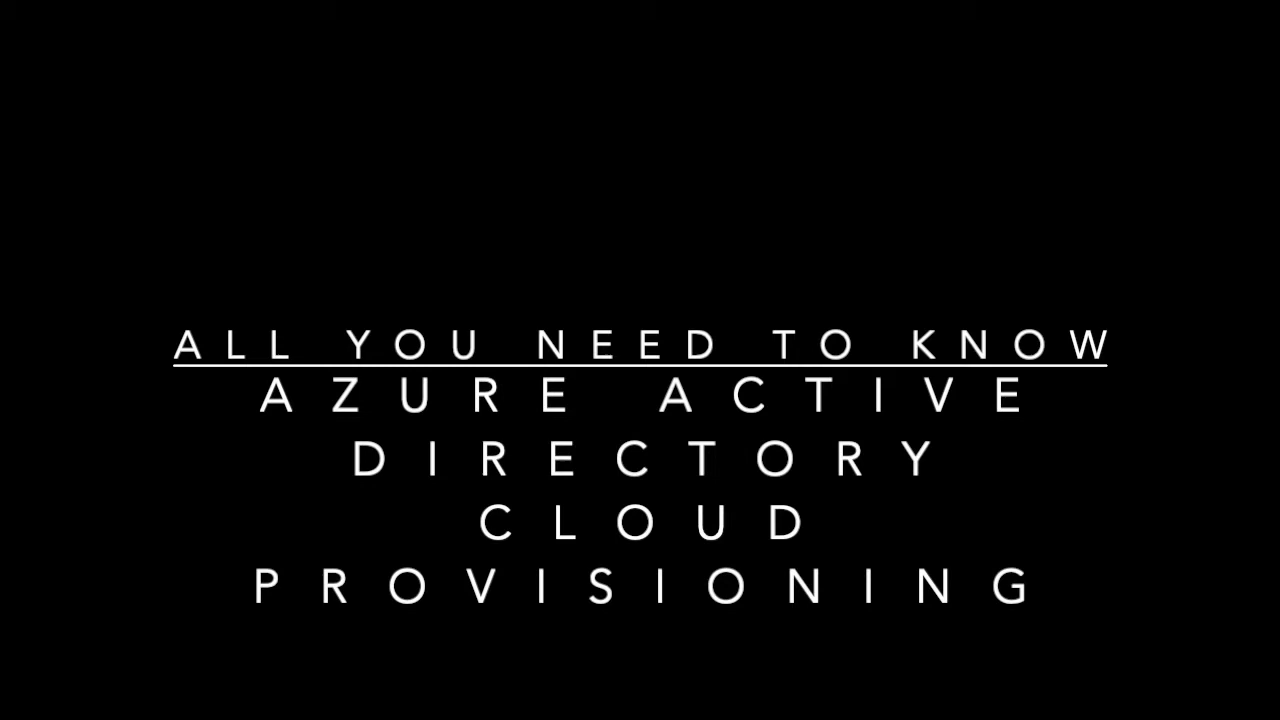 ALL YOU NEED TO KNOW
AZURE ACTIVE
DIRECTORY
CLOUD
PROVISIONING